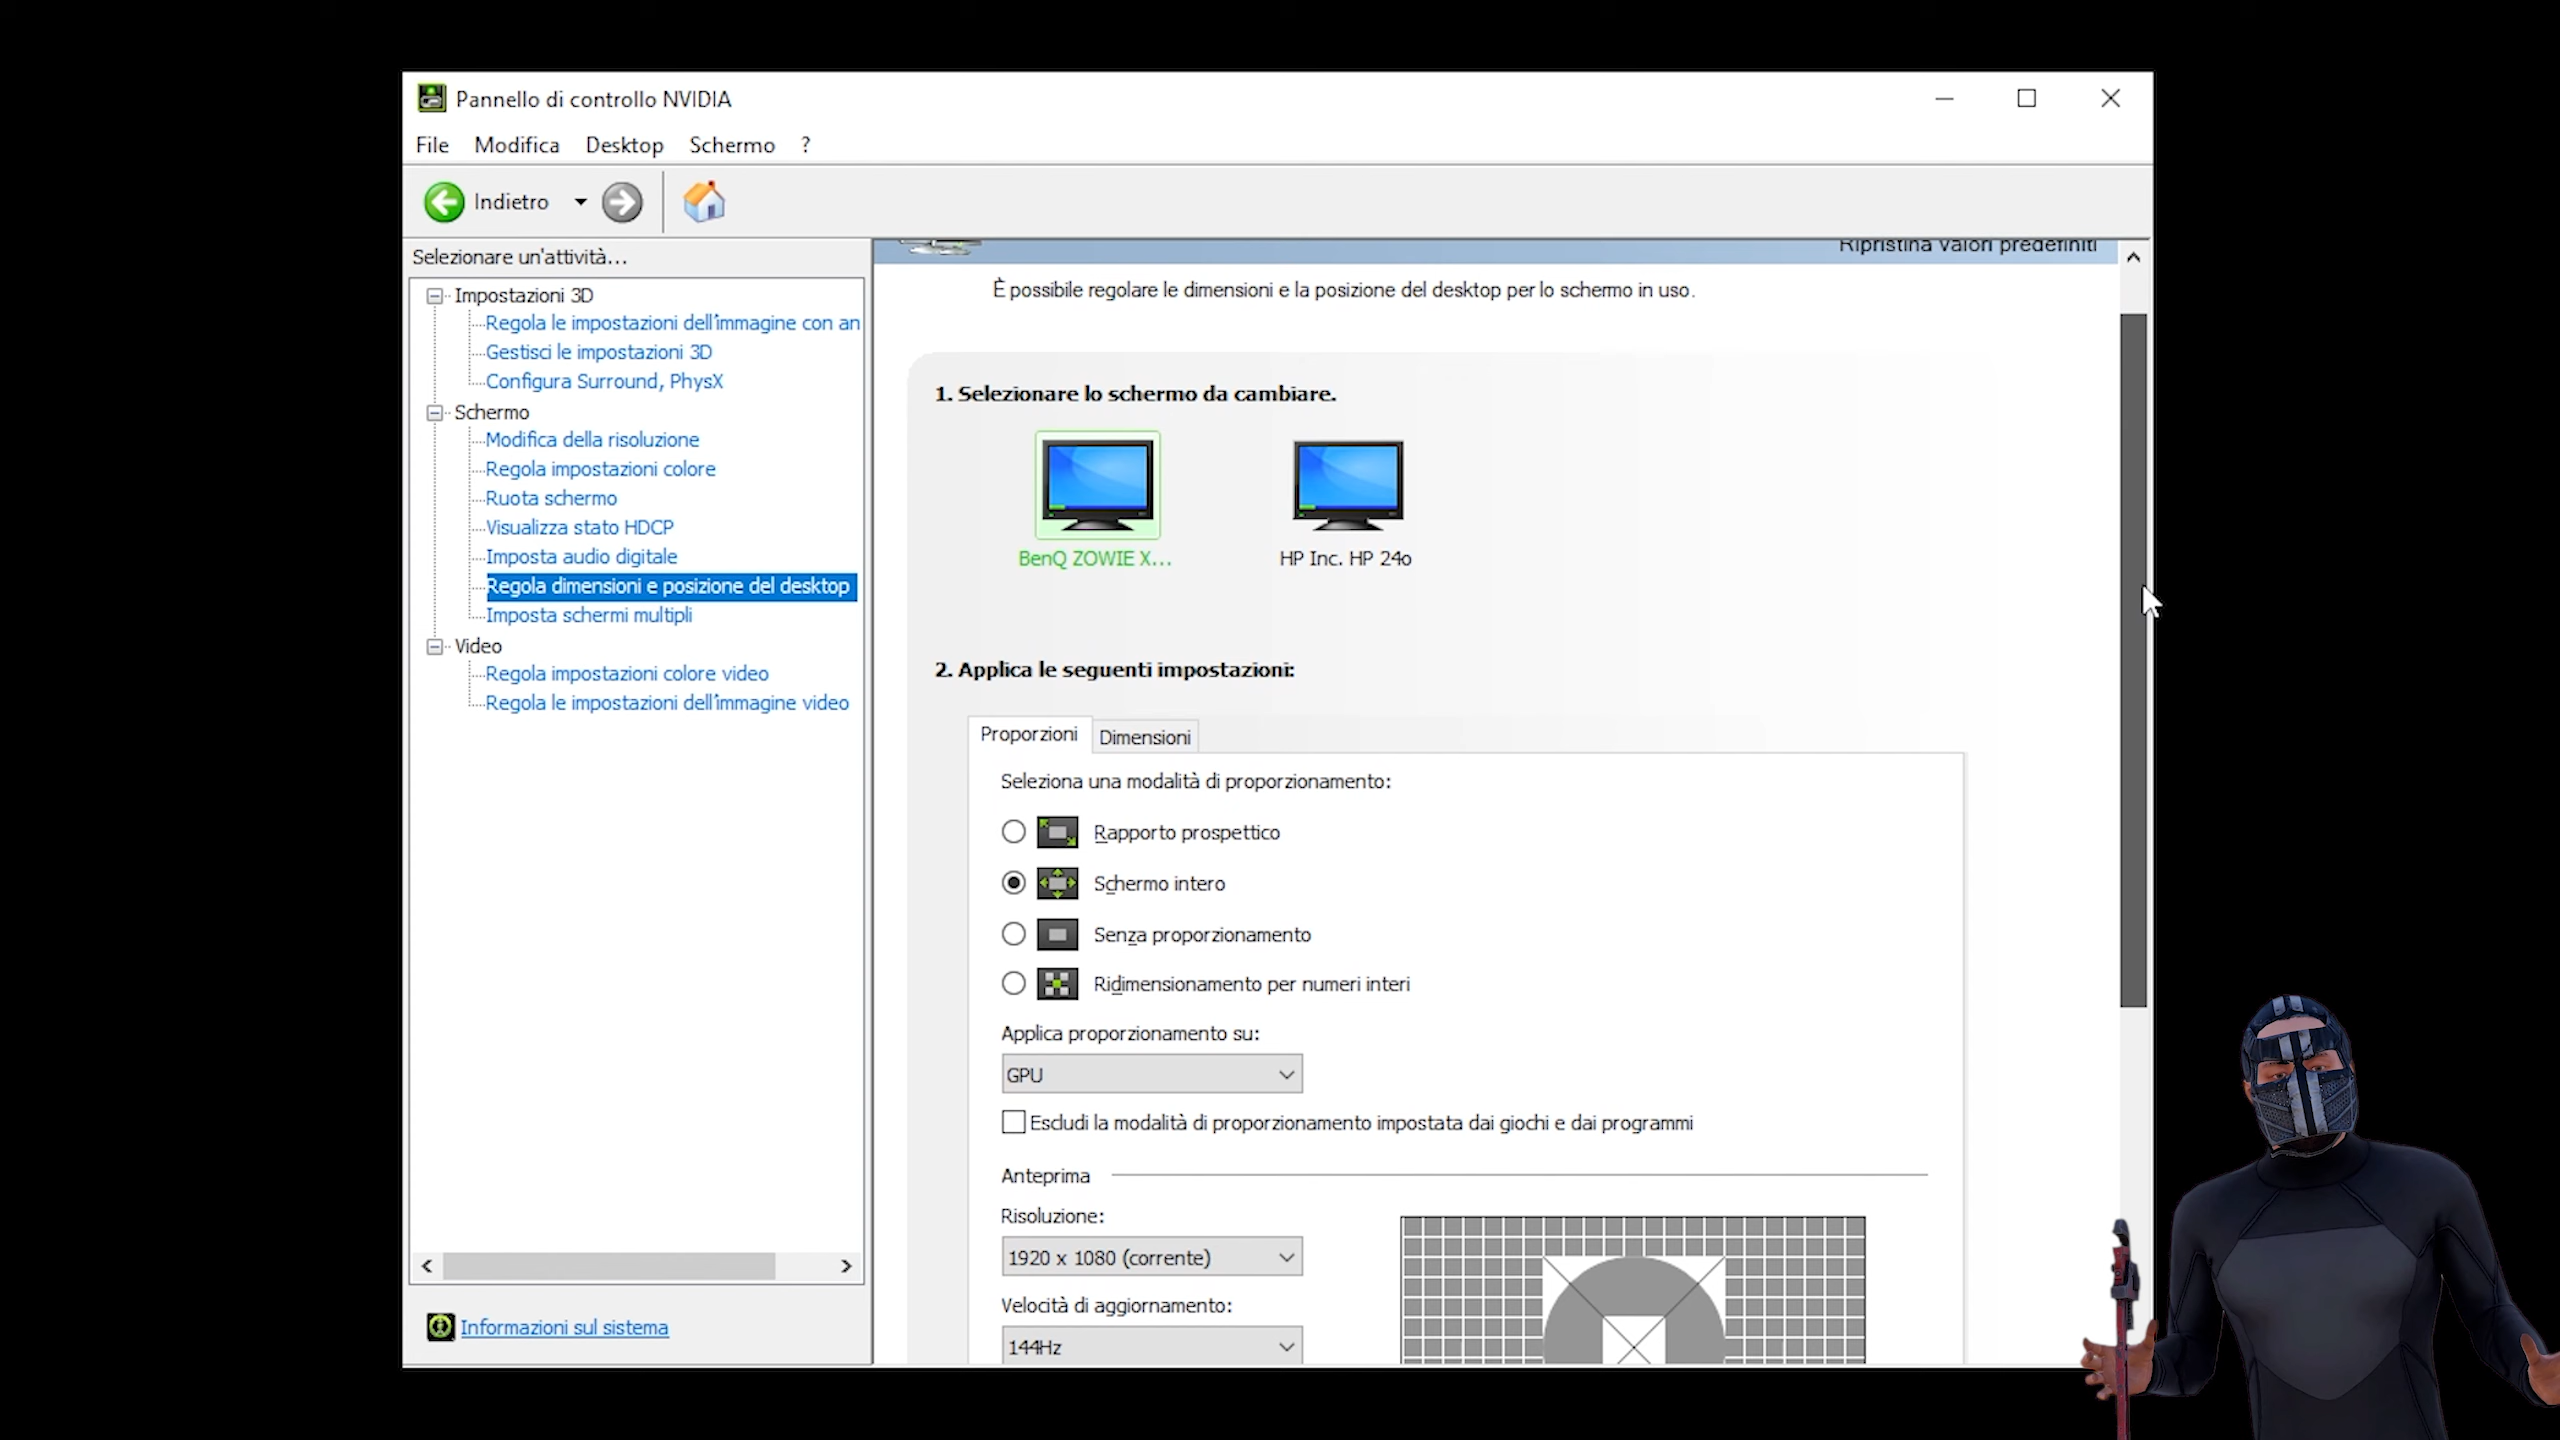 Pannello di controllo NVIDIA
File Modifica Desktop Schermo ?
Indietro
Selezionare un'attività...
Impostazioni 3D
Regola le impostazioni dell'immagine con an
Gestisci le impostazioni 3D
Configura Surround, PhysX
Schermo
Modifica della risoluzione
Regola impostazioni colore
Ruota schermo
Visualizza stato HDCP
Imposta audio digitale
Regola dimensioni e posizione del desktop
Imposta schermi multipli
Video
Regola impostazioni colore video
Regola le impostazioni dell'immagine video
Informazioni sul sistema
Ripristina valori predefiniti
È possibile regolare le dimensioni e la posizione del desktop per lo schermo in uso.
1. Selezionare lo schermo da cambiare.
BenQ ZOWIE X...
HP Inc. HP 24o
2. Applica le seguenti impostazioni:
Proporzioni Dimensioni
Seleziona una modalità di proporzionamento:
Rapporto prospettico
Schermo intero
Senza proporzionamento
Ridimensionamento per numeri interi
Applica proporzionamento su:
GPU
Escludi la modalità di proporzionamento impostata dai giochi e dai programmi
Anteprima
Risoluzione:
1920 x 1080 (corrente)
Velocità di aggiornamento:
144Hz